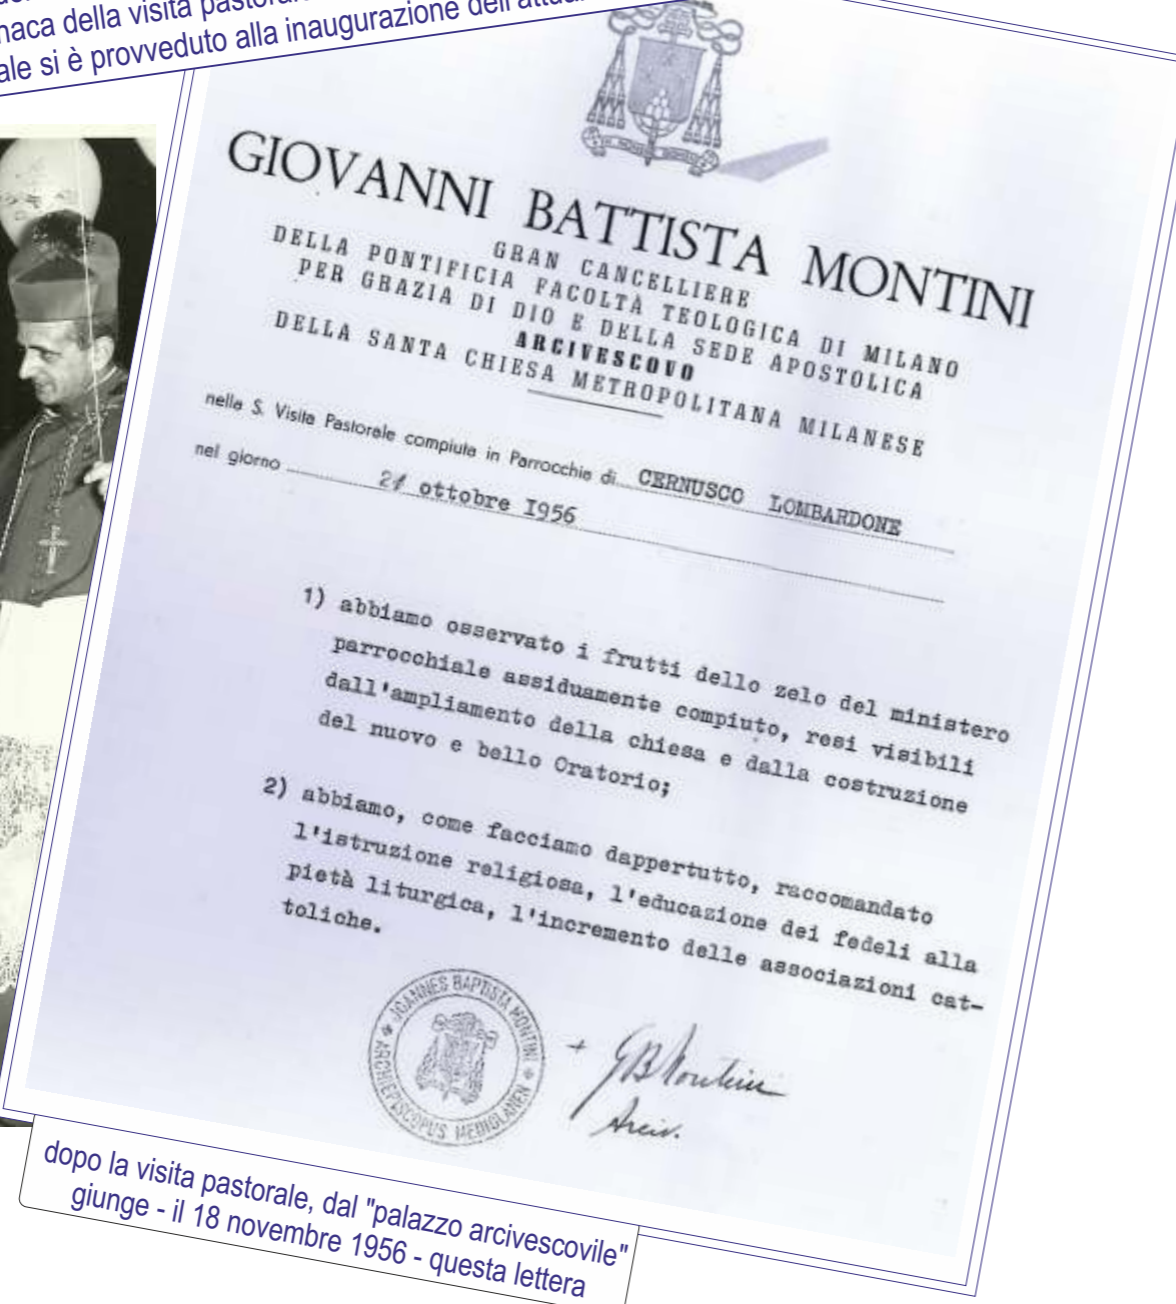 naca della visita
ale si è provveduto alla inaugurazione
GIOVANNI BATTISTA MONTINI
GRAN CANCELLIERE
DELLA PONTIFICIA FACOLTÀ TEOLOGICA DI MILANO
PER GRAZIA DI DIO E DELLA SEDE APOSTOLICA
ARCIVESCOVO
DELLA SANTA CHIESA METROPOLITANA MILANESE
nella S. Visita Pastorale compiuta in Parrocchia di CERNUSCO LOMBARDONE
nel giorno 21 ottobre I956
1) abbiamo osservato i frutti dello zelo del ministero
parrocchiale assiduamente compiuto, resi visibili
dall'ampliamento della chiesa e dalla costruzione
del nuovo e bello Oratorio;
2) abbiamo, come facciamo dappertutto, raccomandato
l'istruzione religiosa, l'educazione dei fedeli alla
pietà liturgica, l'incremento delle associazioni cat-
toliche.
JOANNES BAPTISTA MONTINI
ARCHIEPISCOPUS MEDIOLANEN
+ GB Montini
Arciv.
dopo la visita pastorale, dal "palazzo arcivescovile"
giunge - il 18 novembre 1956 - questa lettera